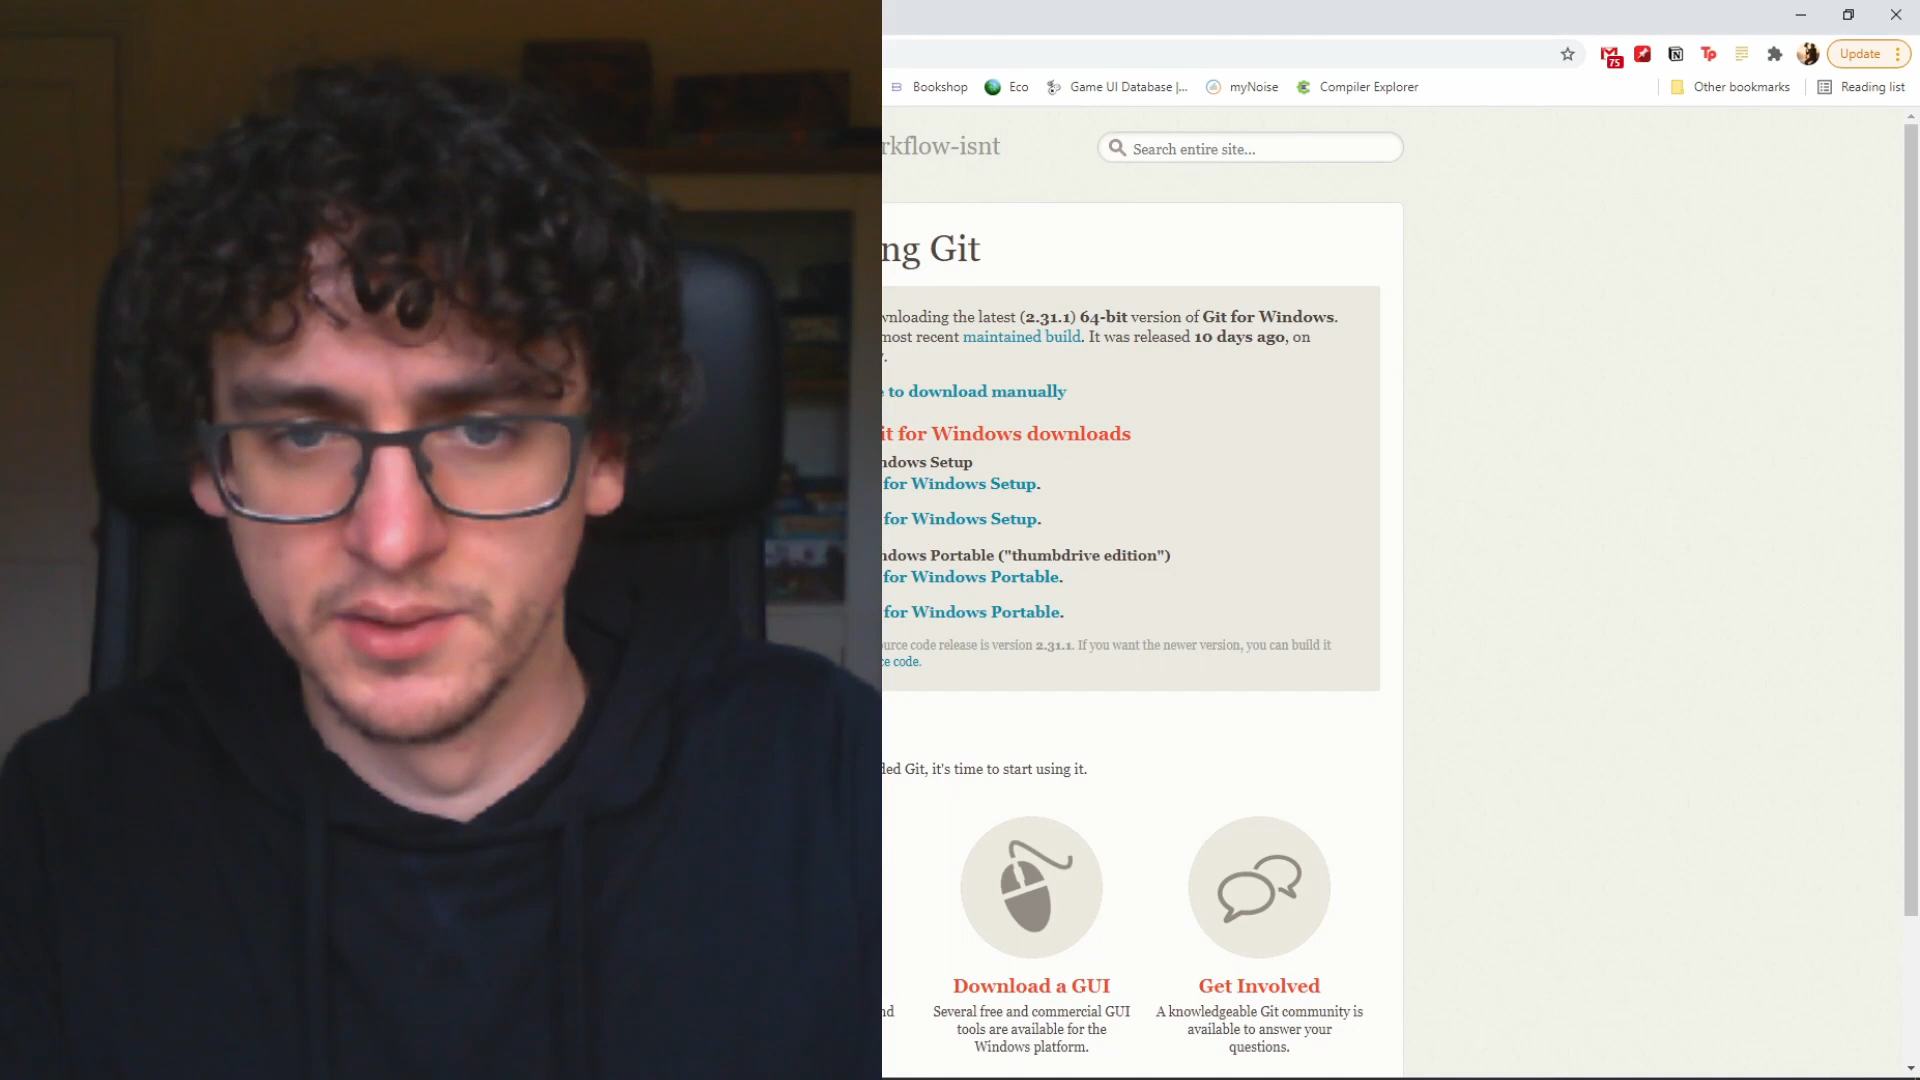 75
Update
Bookshop
Eco
Game UI Database |...
myNoise
Compiler Explorer
Other bookmarks
Reading list
rkflow-isnt
Search entire site...
ng Git
wnloading the latest (2.31.1) 64-bit version of Git for Windows.
most recent maintained build. It was released 10 days ago, on
.
to download manually
it for Windows downloads
ndows Setup
for Windows Setup.
for Windows Setup.
ndows Portable ("thumbdrive edition")
for Windows Portable.
for Windows Portable.
urce code release is version 2.31.1. If you want the newer version, you can build it
e code.
ded Git, it's time to start using it.
Download a GUI
Several free and commercial GUI
tools are available for the
Windows platform.
Get Involved
A knowledgeable Git community is
available to answer your
questions.
nd